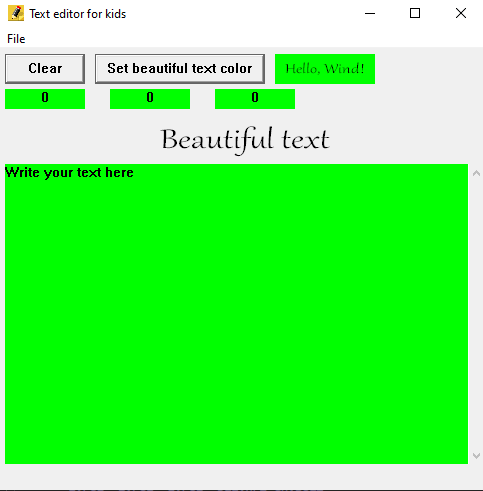 Text editor for kids
File
Clear Set beautiful text color Hello, Wind!
0 0 0
Beautiful text
Write your text here